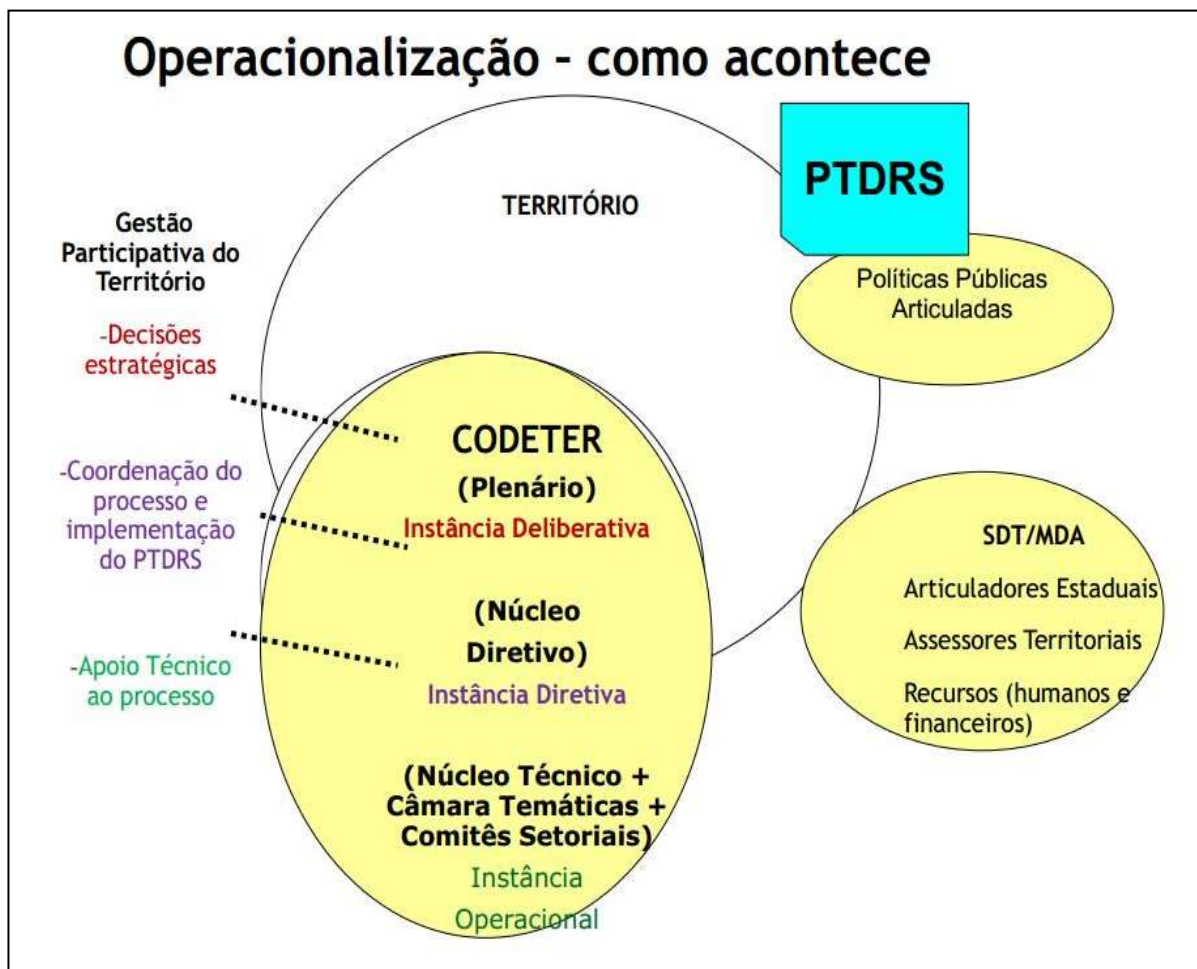 Operacionalização - como acontece
PTDRS
TERRITÓRIO
Políticas Públicas
Articuladas
Gestão
Participativa do
Território
-Decisões
estratégicas
-Coordenação do
processo e
implementação
do PTDRS
-Apoio Técnico
ao processo
CODETER
(Plenário)
Instância Deliberativa
(Núcleo
Diretivo)
Instância Diretiva
(Núcleo Técnico +
Câmara Temáticas +
Comitês Setoriais)
Instância
Operacional
SDT/MDA
Articuladores Estaduais
Assessores Territoriais
Recursos (humanos e
financeiros)